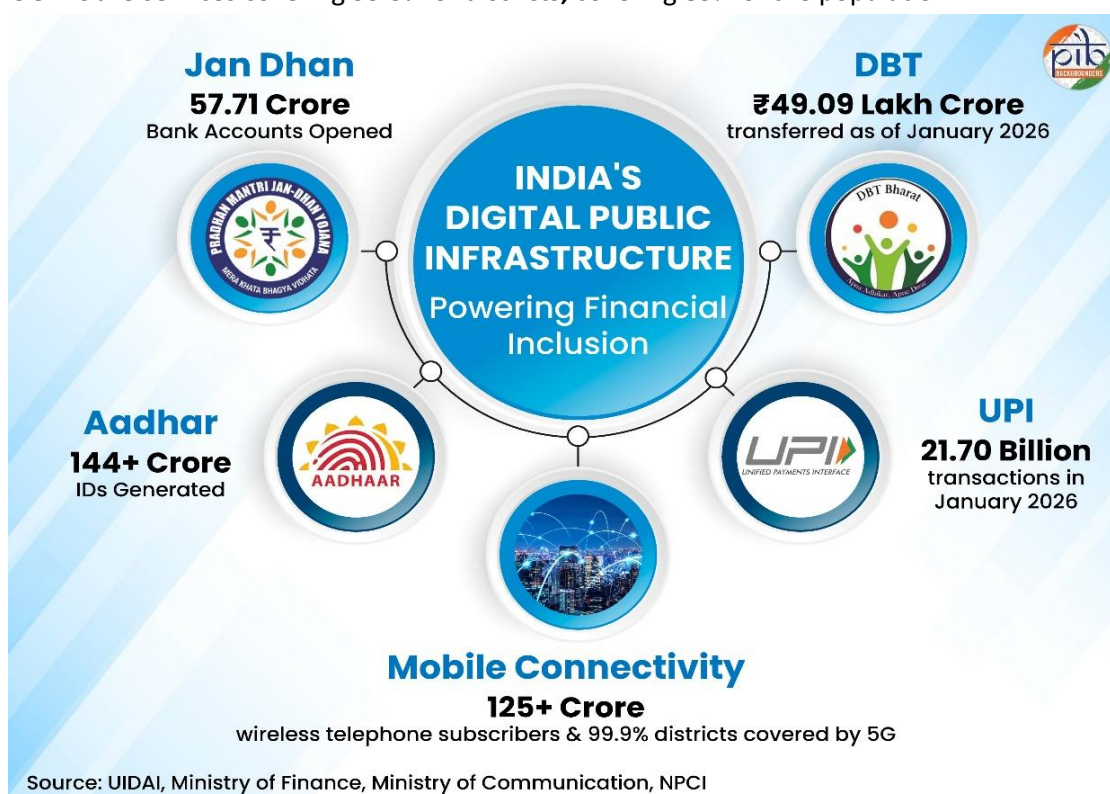 Jan Dhan
57.71 Crore
Bank Accounts Opened
PRADHAN MANTRI JAN-DHAN YOJANA
MERA KHATA BHAGYA VIDHATA
DBT
₹49.09 Lakh Crore
transferred as of January 2026
DBT Bharat
pib
BACKGROUNDERS
INDIA'S
DIGITAL PUBLIC
INFRASTRUCTURE
Powering Financial
Inclusion
Aadhar
144+ Crore
IDs Generated
AADHAAR
UPI
UNIFIED PAYMENTS INTERFACE
UPI
21.70 Billion
transactions in
January 2026
Mobile Connectivity
125+ Crore
wireless telephone subscribers & 99.9% districts covered by 5G
Source: UIDAI, Ministry of Finance, Ministry of Communication, NPCI